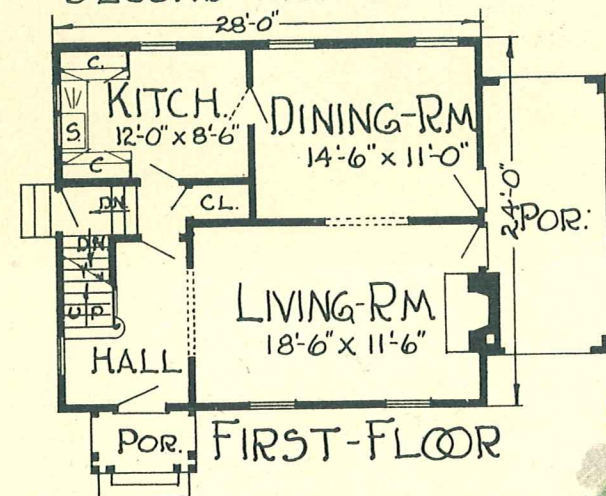 28'-0"
C.
KITCH.
12'-0" X 8'-6"
S.
C
DINING-RM
14'-6" X 11'-0"
24'-0"
POR:
DN
CL.
DN
UP
LIVING-RM
18'-6" X 11'-6"
HALL
POR.
FIRST-FLOOR